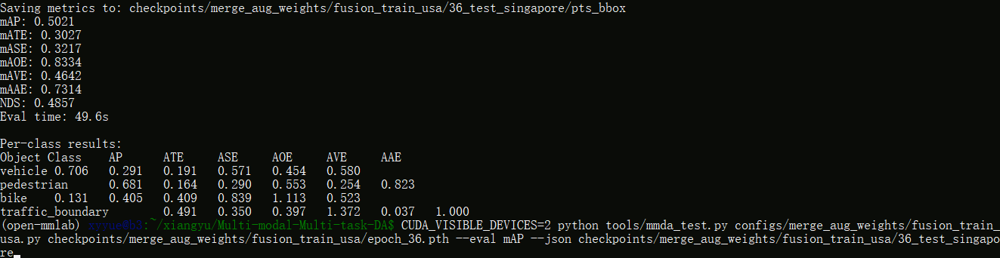 Saving metrics to: checkpoints/merge_aug_weights/fusion_train_usa/36_test_singapore/pts_bbox
mAP: 0.5021
mATE: 0.3027
mASE: 0.3217
mAOE: 0.8334
mAVE: 0.4642
mAAE: 0.7314
NDS: 0.4857
Eval time: 49.6s
Per-class results:
Object Class AP ATE ASE AOE AVE AAE
vehicle 0.706 0.291 0.191 0.571 0.454 0.580
pedestrian 0.681 0.164 0.290 0.553 0.254 0.823
bike 0.131 0.405 0.409 0.839 1.113 0.523
traffic_boundary 0.491 0.350 0.397 1.372 0.037 1.000
(open-mmlab) xyyue@b3:~/xiangyu/Multi-modal-Multi-task-DA$ CUDA_VISIBLE_DEVICES=2 python tools/mmda_test.py configs/merge_aug_weights/fusion_train_
usa.py checkpoints/merge_aug_weights/fusion_train_usa/epoch_36.pth --eval mAP --json checkpoints/merge_aug_weights/fusion_train_usa/36_test_singapo
re